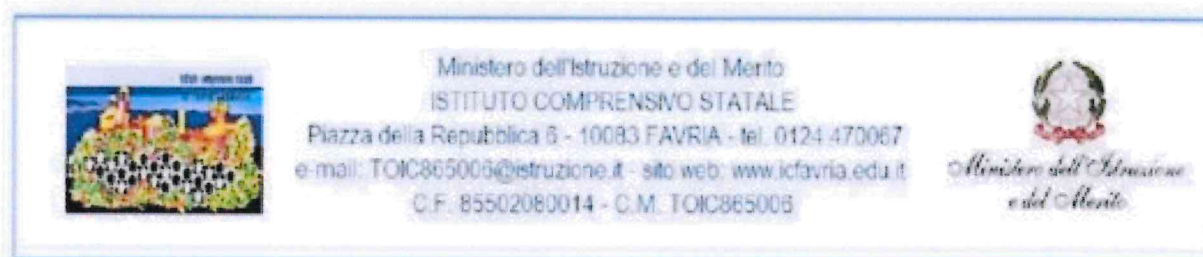 Ministero dell'Istruzione e del Merito
ISTITUTO COMPRENSIVO STATALE
Piazza della Repubblica 6 - 10083 FAVRIA - tel. 0124 470067
e-mail: TOIC865006@istruzione.it - sito web: www.icfavria.edu.it
C.F. 85502080014 - C.M. TOIC865006
Ministero dell'Istruzione
e del Merito